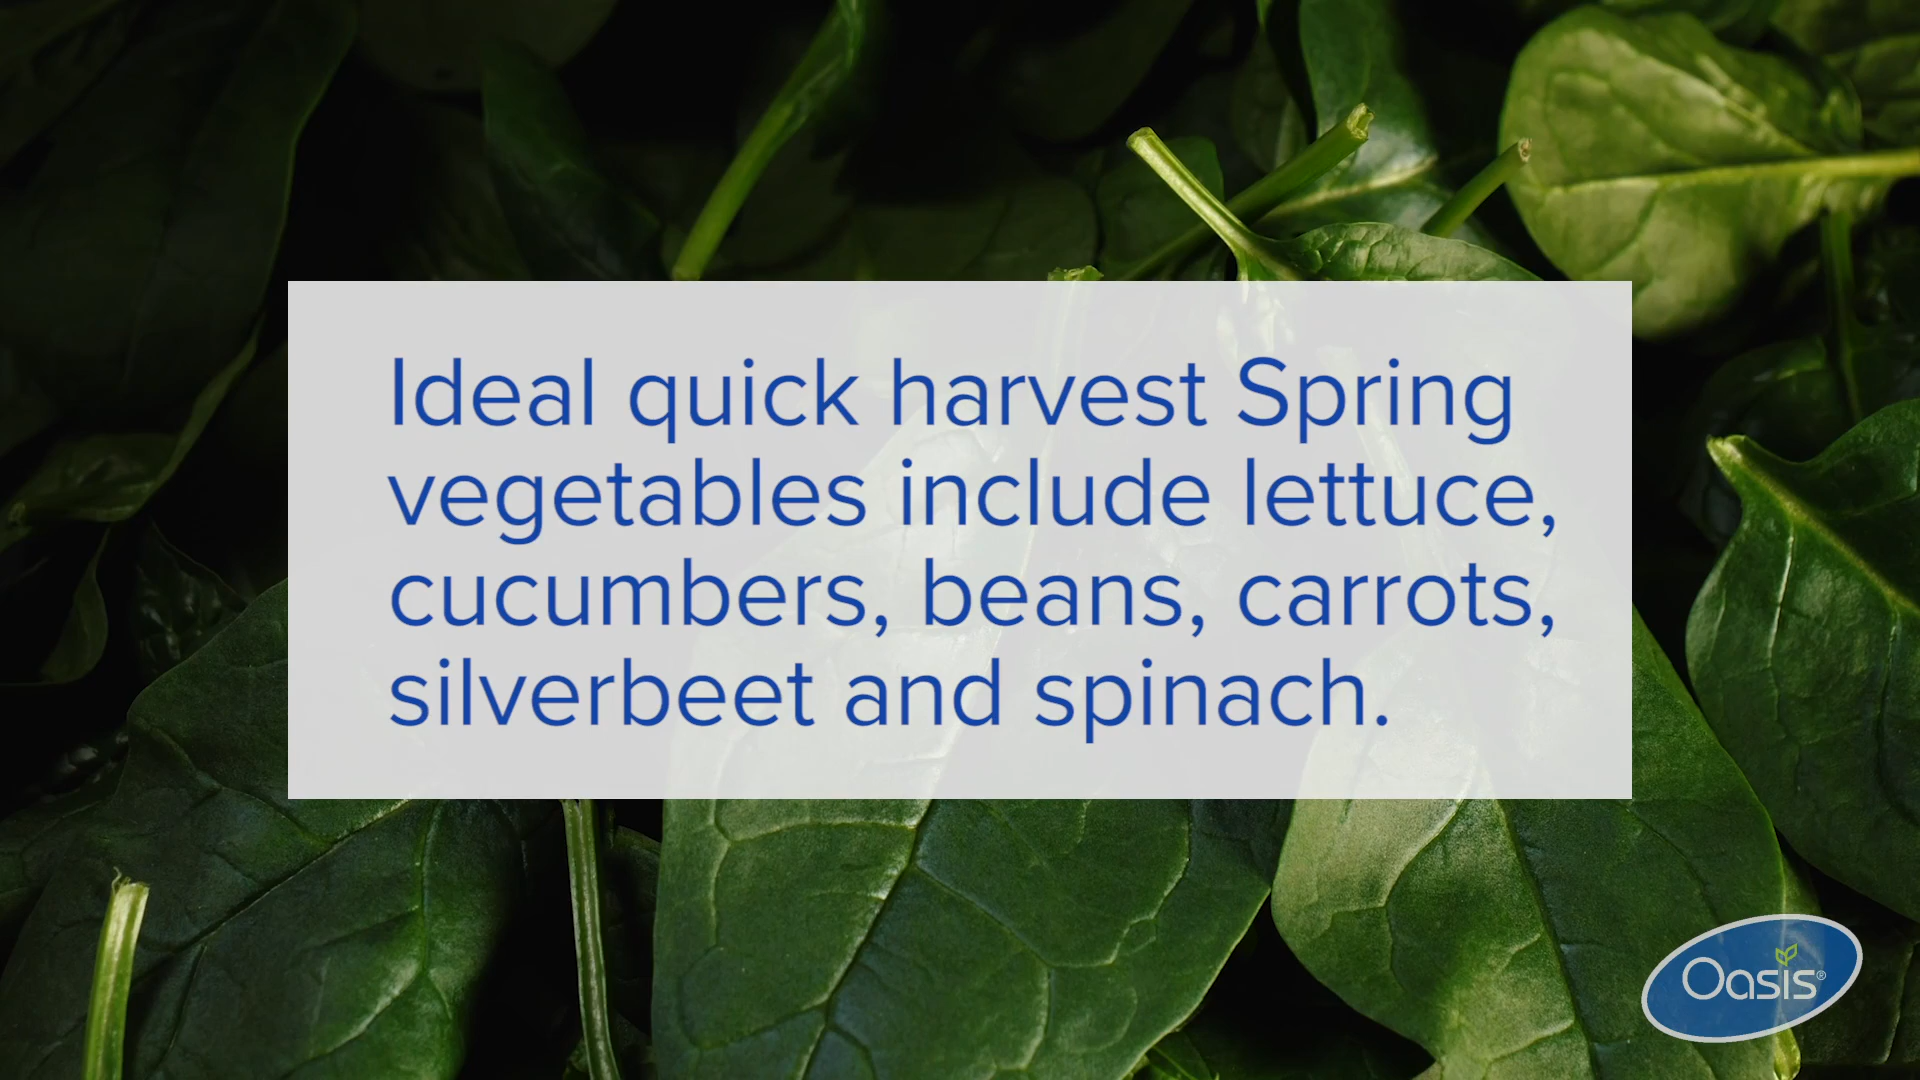 Ideal quick harvest Spring
vegetables include lettuce,
cucumbers, beans, carrots,
silverbeet and spinach.
Oasis®